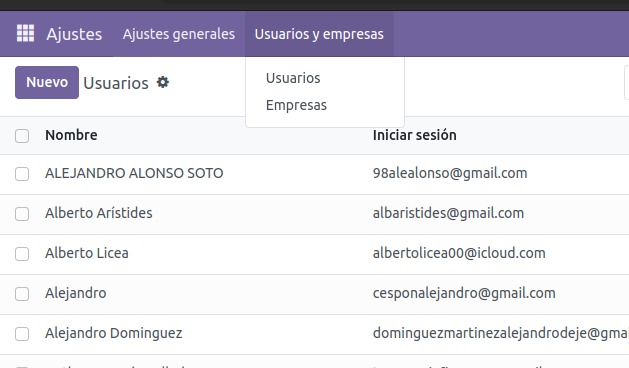 Ajustes Ajustes generales Usuarios y empresas
Nuevo Usuarios
Usuarios
Empresas
Nombre Iniciar sesión
ALEJANDRO ALONSO SOTO 98alealonso@gmail.com
Alberto Arístides albaristides@gmail.com
Alberto Licea albertolicea00@icloud.com
Alejandro cesponalejandro@gmail.com
Alejandro Dominguez dominguezmartinezalejandrodeje@gma